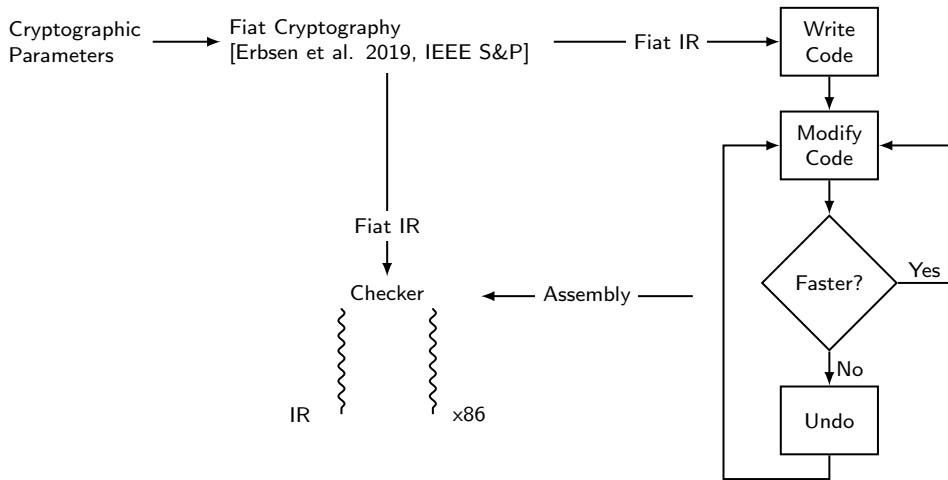 Cryptographic
Parameters
Fiat Cryptography
[Erbsen et al. 2019, IEEE S&P]
Fiat IR
Write
Code
Modify
Code
Fiat IR
Faster?
Yes
Checker
Assembly
No
IR
x86
Undo